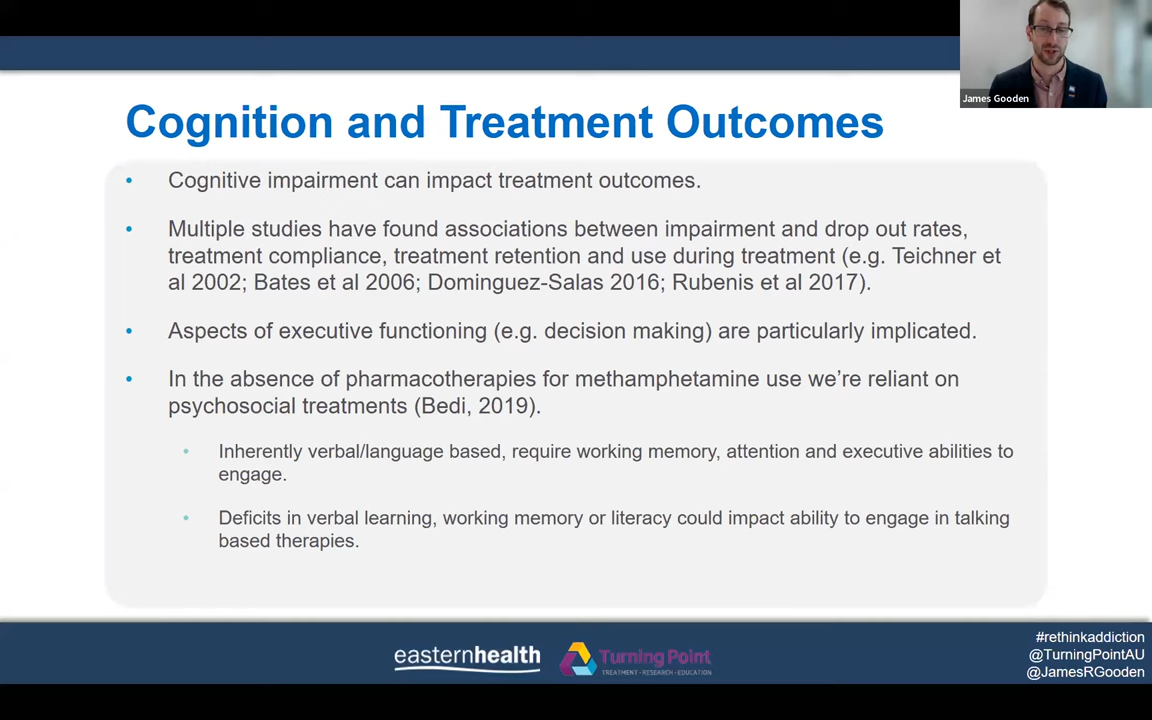 James Gooden
Cognition and Treatment Outcomes
• Cognitive impairment can impact treatment outcomes.
• Multiple studies have found associations between impairment and drop out rates,
treatment compliance, treatment retention and use during treatment (e.g. Teichner et
al 2002; Bates et al 2006; Dominguez-Salas 2016; Rubenis et al 2017).
• Aspects of executive functioning (e.g. decision making) are particularly implicated.
• In the absence of pharmacotherapies for methamphetamine use we’re reliant on
psychosocial treatments (Bedi, 2019).
• Inherently verbal/language based, require working memory, attention and executive abilities to
engage.
• Deficits in verbal learning, working memory or literacy could impact ability to engage in talking
based therapies.
easternhealth
Turning Point
TREATMENT • RESEARCH • EDUCATION
#rethinkaddiction
@TurningPointAU
@JamesRGooden